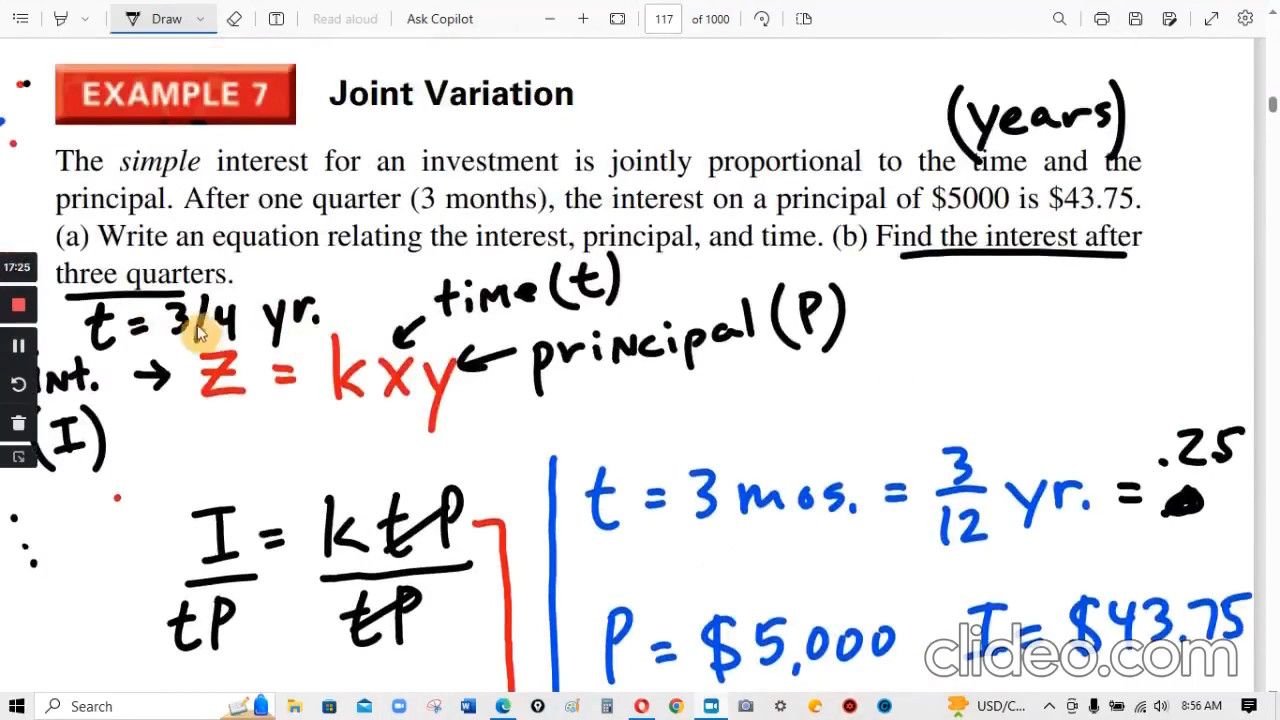 Draw
Read aloud
Ask Copilot
117 of 1000
EXAMPLE 7 Joint Variation
(years)
The simple interest for an investment is jointly proportional to the time and the
principal. After one quarter (3 months), the interest on a principal of $5000 is $43.75.
(a) Write an equation relating the interest, principal, and time. (b) Find the interest after
three quarters.
17:25
t = 3/4 yr.
time (t)
principal (P)
int. → z = kxy
(I)
I = ktP
tP tP
t = 3 mos. = 3/12 yr. = .25
P = $5,000 I = $43.75
clideo.com
Search
USD/C...
8:56 AM